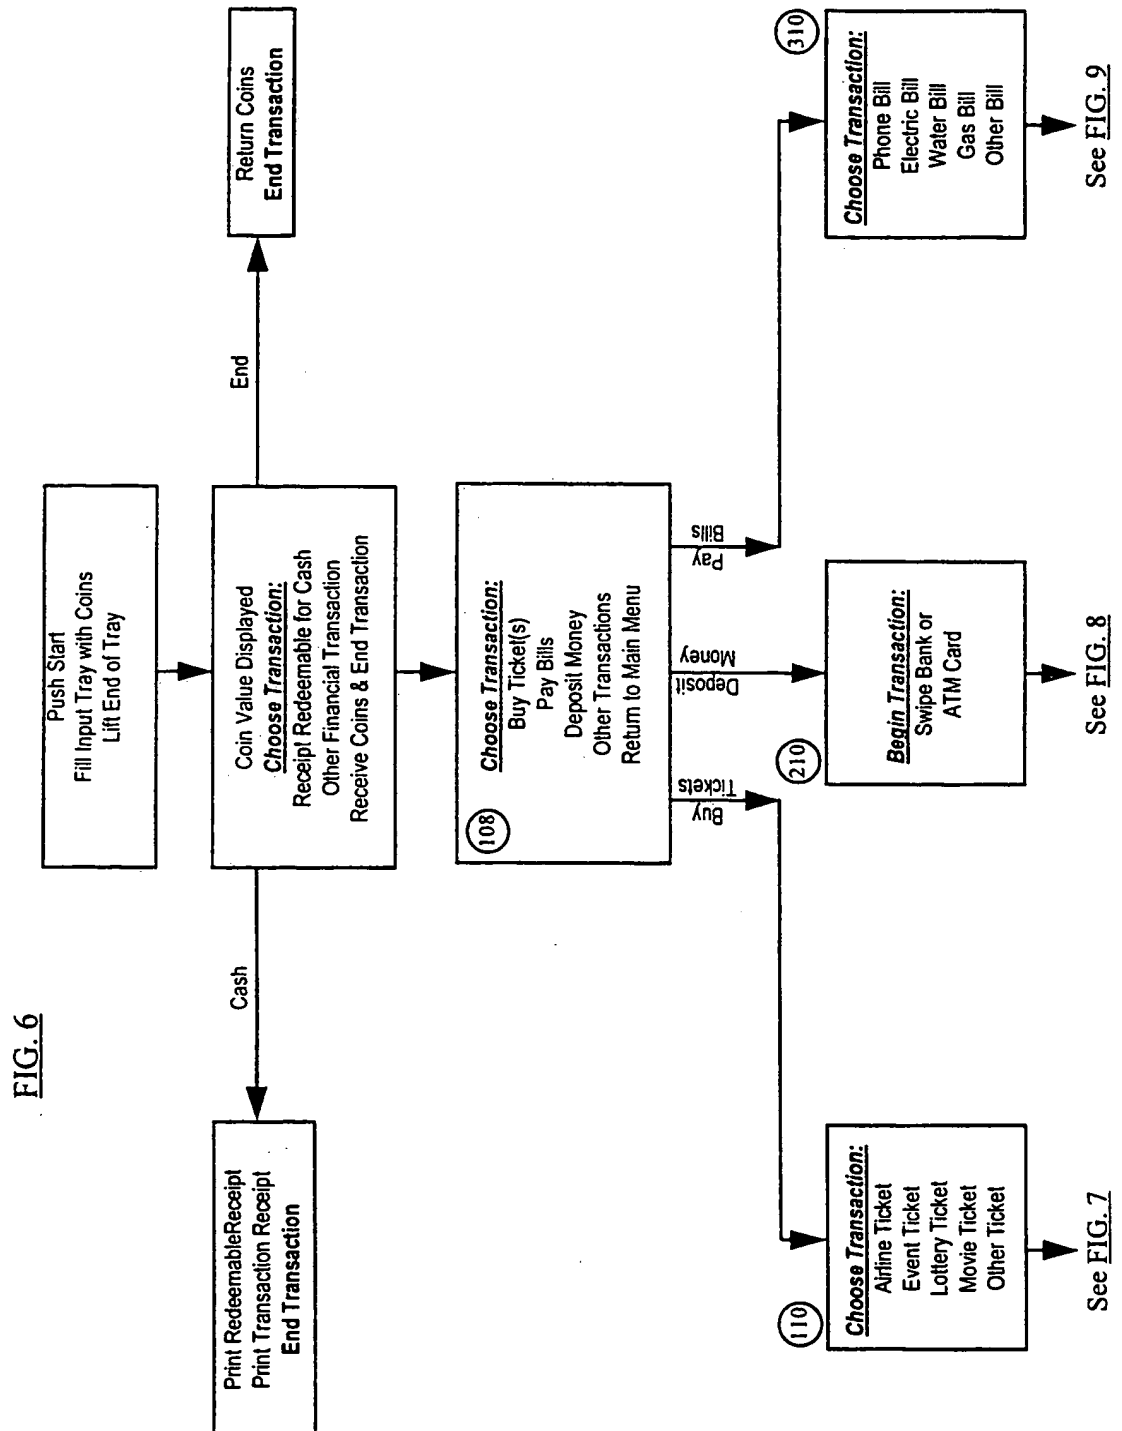 FIG. 6
Push Start
Fill Input Tray with Coins
Lift End of Tray
Coin Value Displayed
Choose Transaction:
Receipt Redeemable for Cash
Other Financial Transaction
Receive Coins & End Transaction
Cash
Print RedeemableReceipt
Print Transaction Receipt
End Transaction
End
Return Coins
End Transaction
108
Choose Transaction:
Buy Ticket(s)
Pay Bills
Deposit Money
Other Transactions
Return to Main Menu
Buy
Tickets
Deposit
Money
Pay
Bills
110
Choose Transaction:
Airline Ticket
Event Ticket
Lottery Ticket
Movie Ticket
Other Ticket
See FIG. 7
210
Begin Transaction:
Swipe Bank or
ATM Card
See FIG. 8
310
Choose Transaction:
Phone Bill
Electric Bill
Water Bill
Gas Bill
Other Bill
See FIG. 9